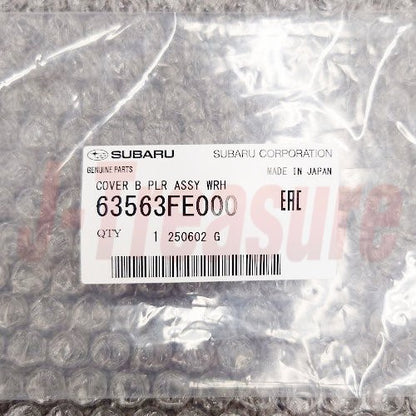 SUBARU SUBARU CORPORATION
GENUINE PARTS MADE IN JAPAN
COVER B PLR ASSY WRH
63563FE000 EAC
QTY 1 250602 G
J-Treasure